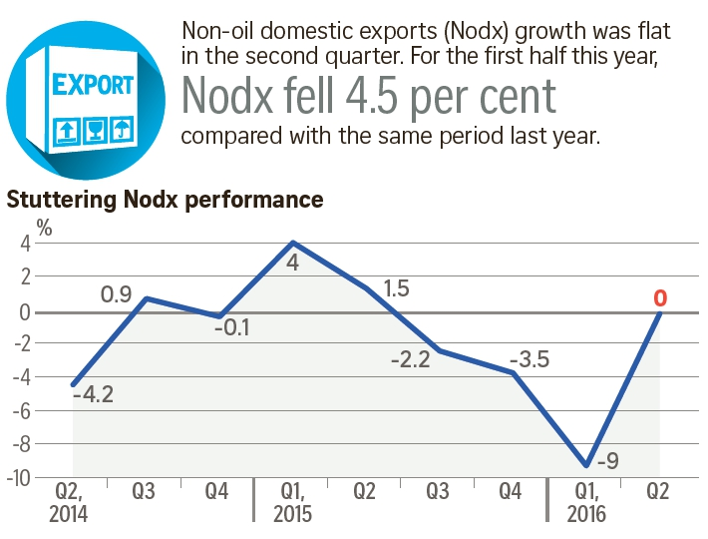 Non-oil domestic exports (Nodx) growth was flat
in the second quarter. For the first half this year,
Nodx fell 4.5 per cent
compared with the same period last year.
EXPORT
Stuttering Nodx performance
%
4
2
0
-2
-4
-6
-8
-10
-4.2
0.9
-0.1
4
1.5
-2.2
-3.5
-9
0
Q2, Q3 Q4 Q1, Q2 Q3 Q4 Q1, Q2
2014 2015 2016